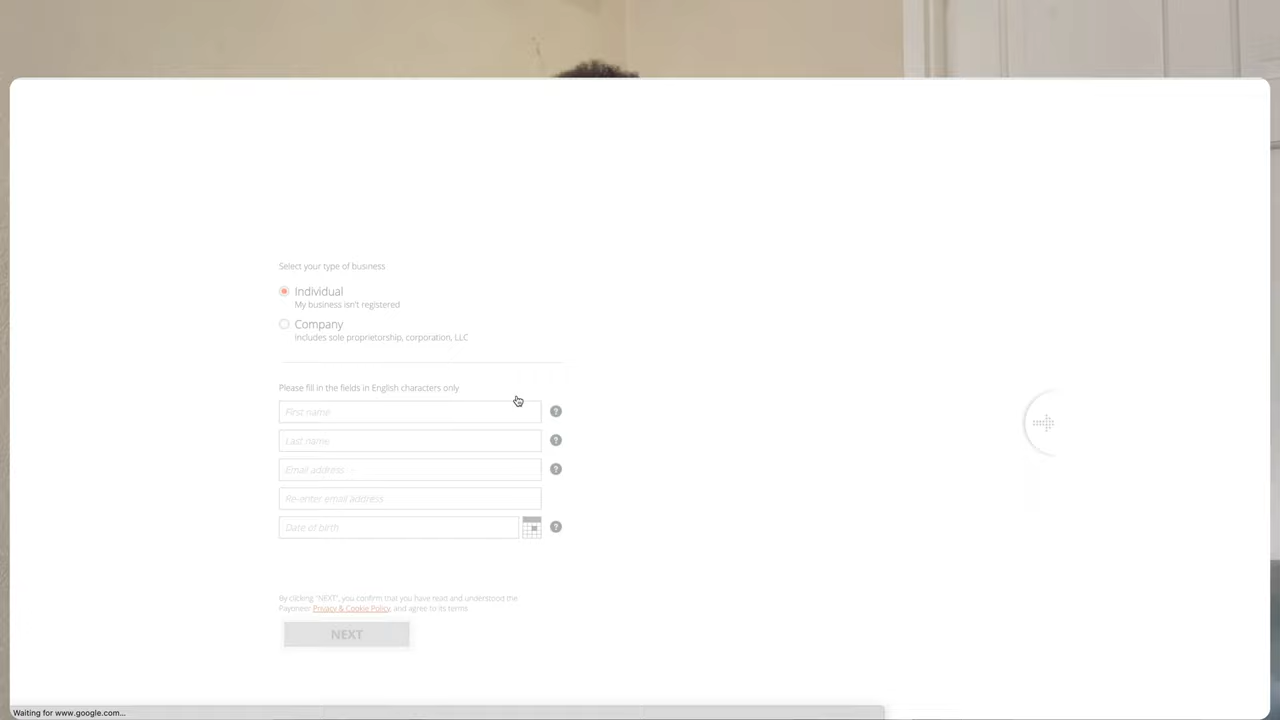 Select your type of business
Individual
My business isn't registered
Company
Includes sole proprietorship, corporation, LLC
Please fill in the fields in English characters only
First name
Last name
Email address
Re-enter email address
Date of birth
By clicking "NEXT", you confirm that you have read and understood the
Payoneer Privacy & Cookie Policy, and agree to its terms
NEXT
Waiting for www.google.com...